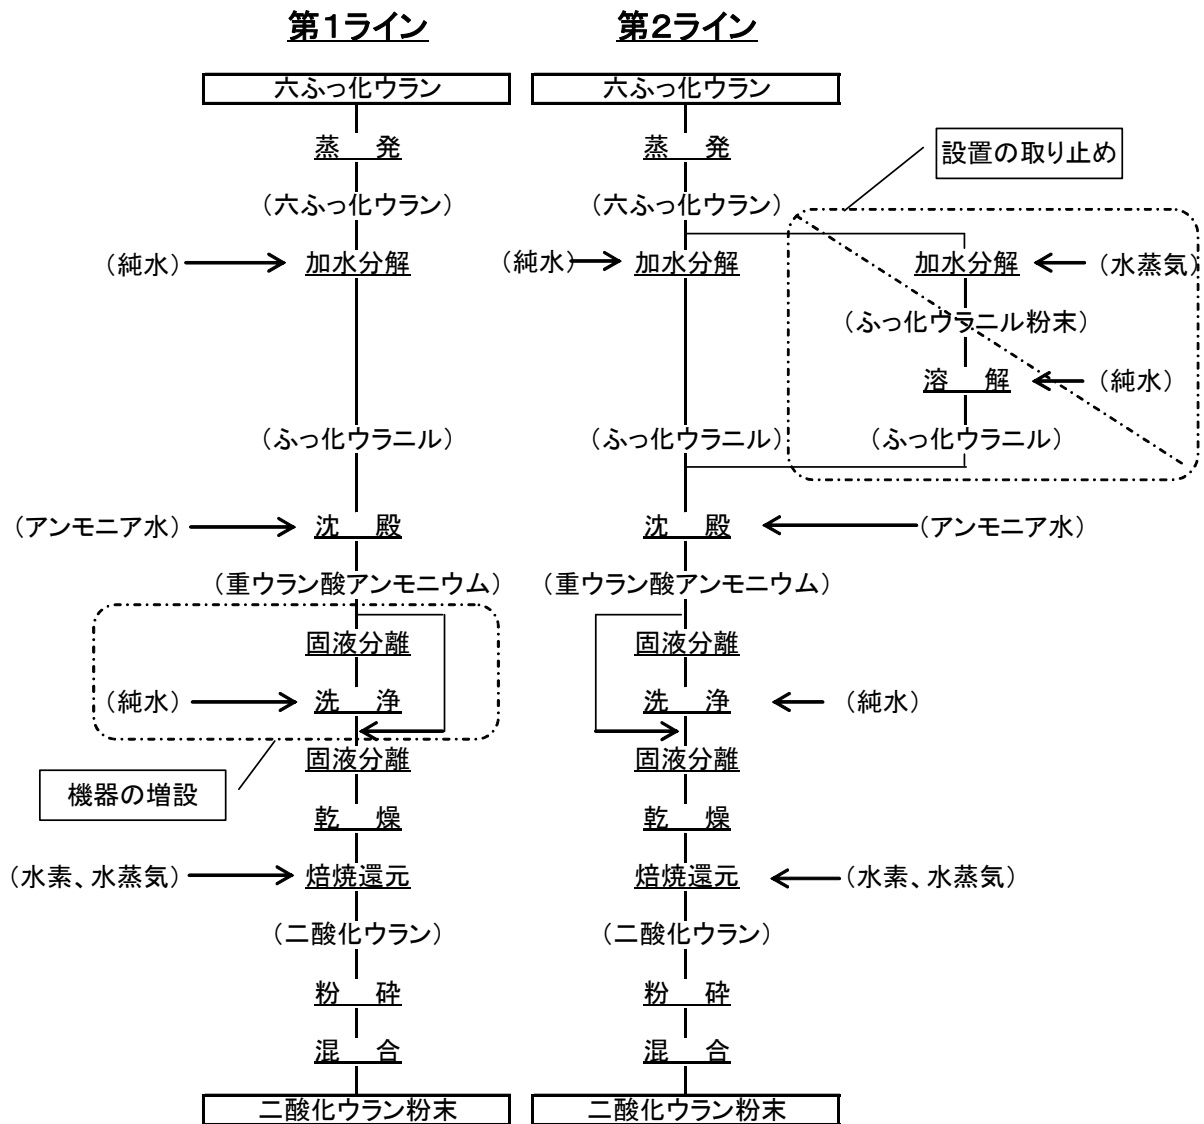 第1ライン 第2ライン
六ふっ化ウラン 六ふっ化ウラン
蒸 発 蒸 発
設置の取り止め
(六ふっ化ウラン) (六ふっ化ウラン)
(純水) 加水分解 (純水) 加水分解 加水分解 (水蒸気)
(ふっ化ウラニル粉末)
溶 解 (純水)
(ふっ化ウラニル) (ふっ化ウラニル) (ふっ化ウラニル)
(アンモニア水) 沈 殿 沈 殿 (アンモニア水)
(重ウラン酸アンモニウム) (重ウラン酸アンモニウム)
固液分離 固液分離
(純水) 洗 浄 洗 浄 (純水)
固液分離 固液分離
機器の増設
乾 燥 乾 燥
(水素、水蒸気) 焙焼還元 焙焼還元 (水素、水蒸気)
(二酸化ウラン) (二酸化ウラン)
粉 砕 粉 砕
混 合 混 合
二酸化ウラン粉末 二酸化ウラン粉末